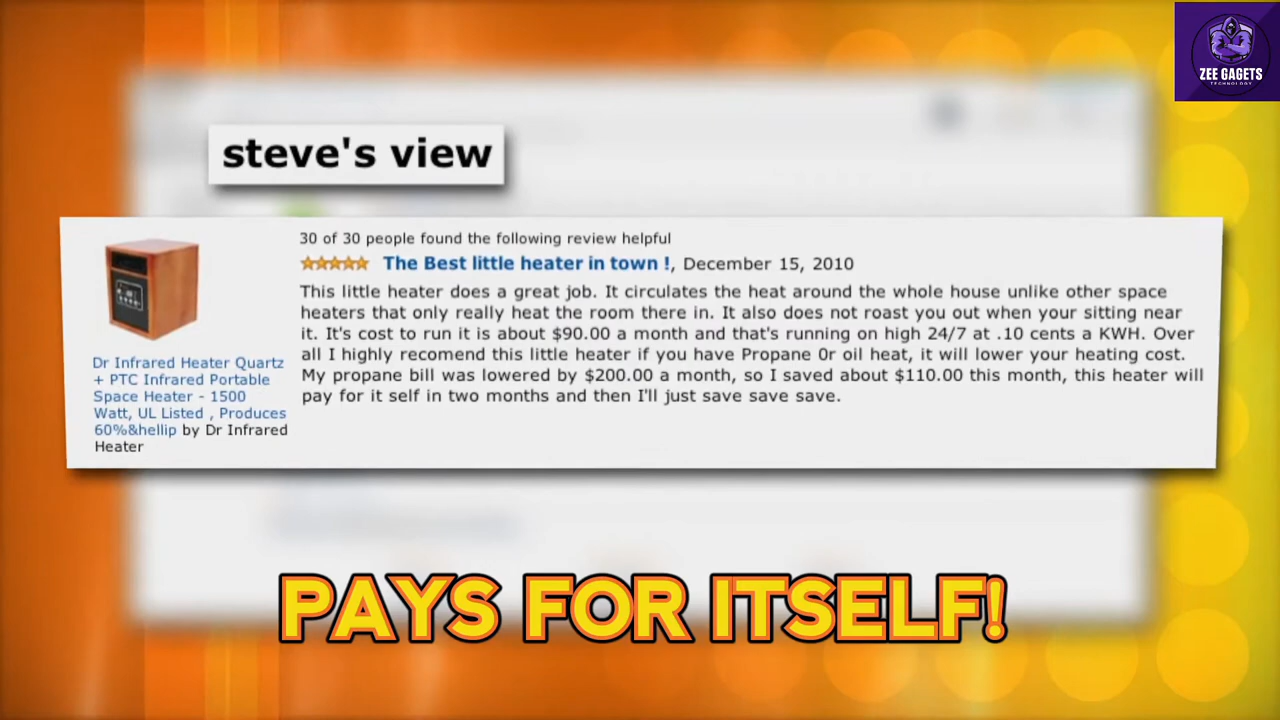 ZEE GAGETS
TECHNOLOGY
steve's view
30 of 30 people found the following review helpful
The Best little heater in town !, December 15, 2010
This little heater does a great job. It circulates the heat around the whole house unlike other space
heaters that only really heat the room there in. It also does not roast you out when your sitting near
it. It's cost to run it is about $90.00 a month and that's running on high 24/7 at .10 cents a KWH. Over
all I highly recomend this little heater if you have Propane 0r oil heat, it will lower your heating cost.
My propane bill was lowered by $200.00 a month, so I saved about $110.00 this month, this heater will
pay for it self in two months and then I'll just save save save.
Dr Infrared Heater Quartz
+ PTC Infrared Portable
Space Heater - 1500
Watt, UL Listed , Produces
60%&hellip by Dr Infrared
Heater
PAYS FOR ITSELF!